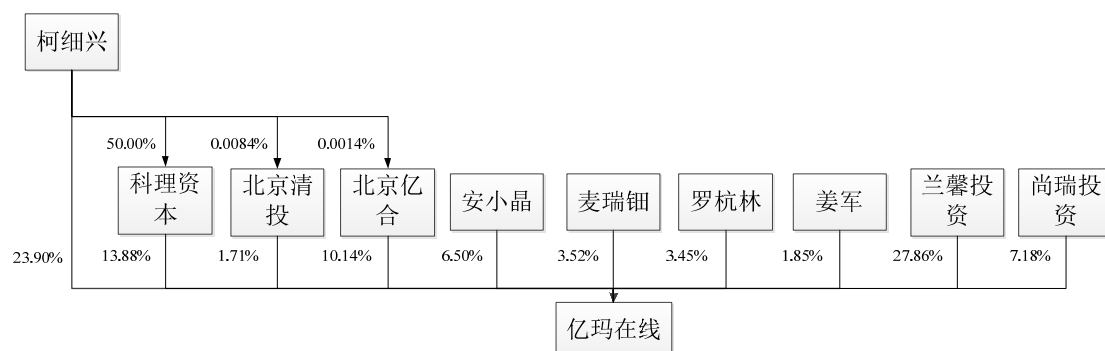 柯细兴
50.00%
0.0084%
0.0014%
科理资
本
北京清
投
北京亿
合
安小晶
麦瑞钿
罗杭林
姜军
兰馨投
资
尚瑞投
资
23.90%
13.88%
1.71%
10.14%
6.50%
3.52%
3.45%
1.85%
27.86%
7.18%
亿玛在线